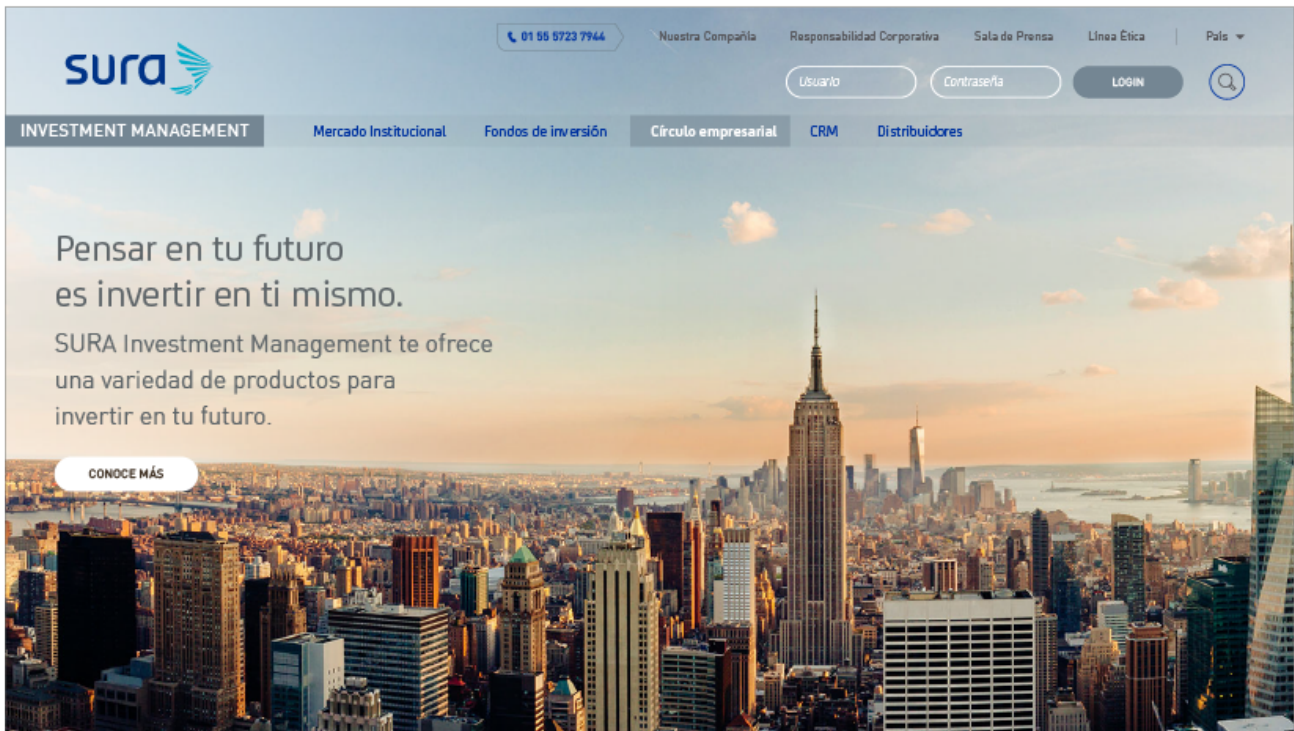 01 55 5723 7944
Nuestra Compañía
Responsabilidad Corporativa
Sala de Prensa
Línea Ética
País
sura
Usuario
Contraseña
LOGIN
INVESTMENT MANAGEMENT
Mercado Institucional
Fondos de inversión
Círculo empresarial
CRM
Distribuidores
Pensar en tu futuro
es invertir en ti mismo.
SURA Investment Management te ofrece
una variedad de productos para
invertir en tu futuro.
CONOCE MÁS